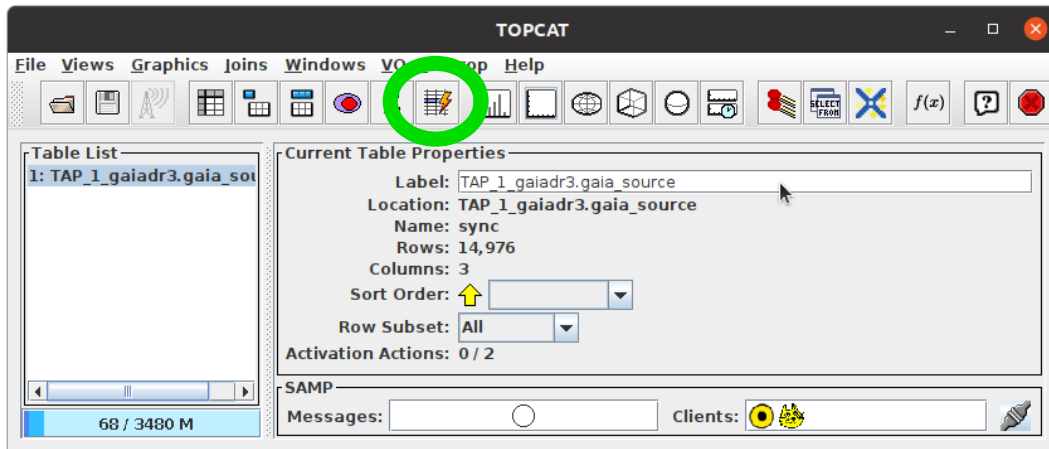 TOPCAT
File Views Graphics Joins Windows VO Help
SELECT
FROM
f(x)
?
Table List
1: TAP_1_gaiadr3.gaia_sou
68 / 3480 M
Current Table Properties
Label: TAP_1_gaiadr3.gaia_source
Location: TAP_1_gaiadr3.gaia_source
Name: sync
Rows: 14,976
Columns: 3
Sort Order:
Row Subset: All
Activation Actions: 0 / 2
SAMP
Messages:
Clients: